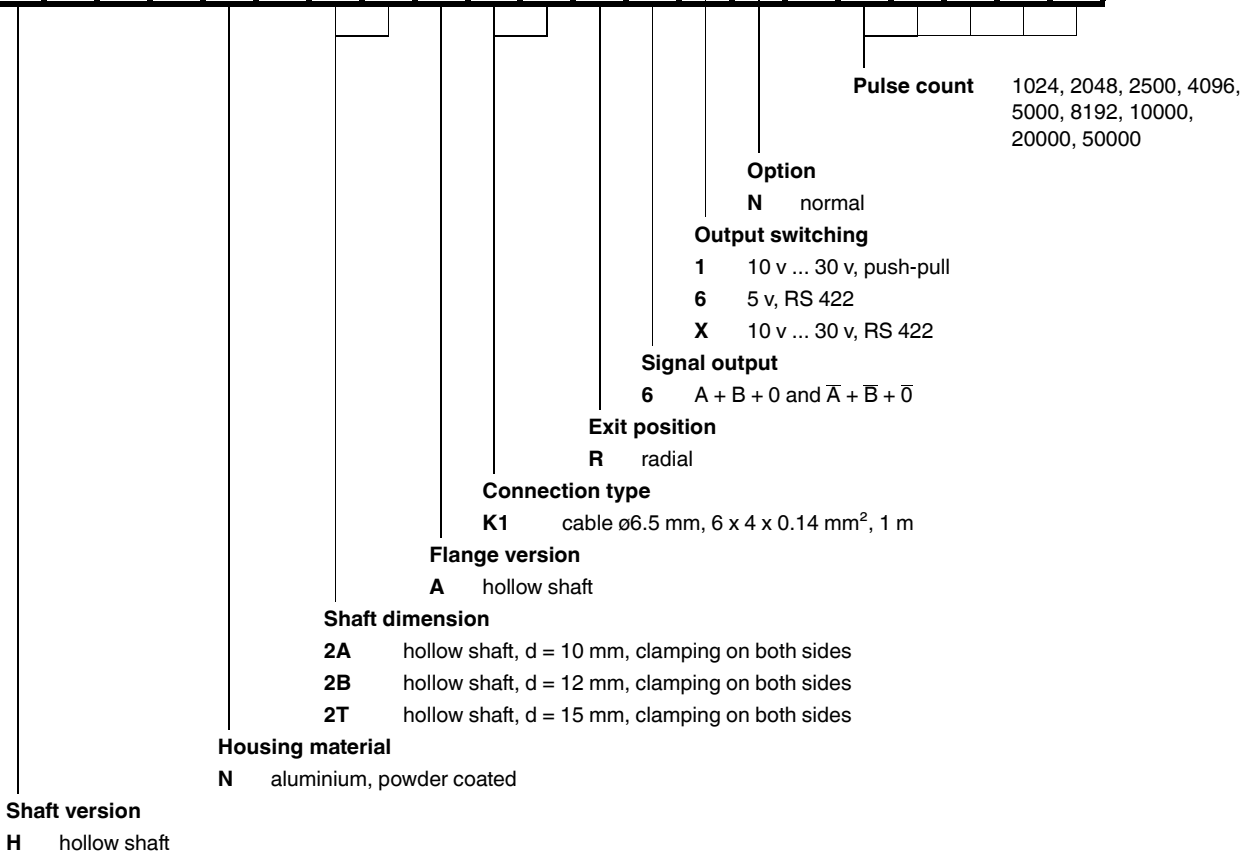 Pulse count 1024, 2048, 2500, 4096,
5000, 8192, 10000,
20000, 50000
Option
N normal
Output switching
1 10 v ... 30 v, push-pull
6 5 v, RS 422
X 10 v ... 30 v, RS 422
Signal output
6 A + B + 0 and A̅ + B̅ + 0̅
Exit position
R radial
Connection type
K1 cable ø6.5 mm, 6 x 4 x 0.14 mm², 1 m
Flange version
A hollow shaft
Shaft dimension
2A hollow shaft, d = 10 mm, clamping on both sides
2B hollow shaft, d = 12 mm, clamping on both sides
2T hollow shaft, d = 15 mm, clamping on both sides
Housing material
N aluminium, powder coated
Shaft version
H hollow shaft